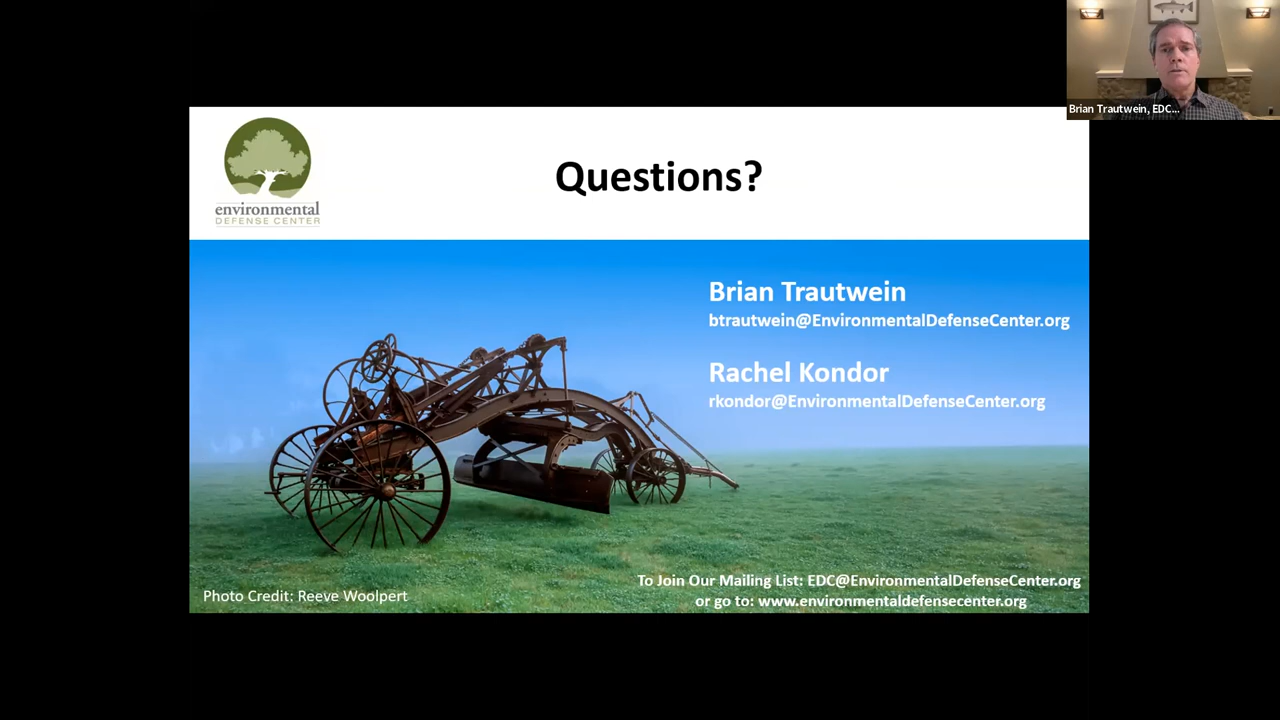 Brian Trautwein, EDC...
environmental
DEFENSE CENTER
Questions?
Brian Trautwein
btrautwein@EnvironmentalDefenseCenter.org
Rachel Kondor
rkondor@EnvironmentalDefenseCenter.org
To Join Our Mailing List: EDC@EnvironmentalDefenseCenter.org
or go to: www.environmentaldefensecenter.org
Photo Credit: Reeve Woolpert